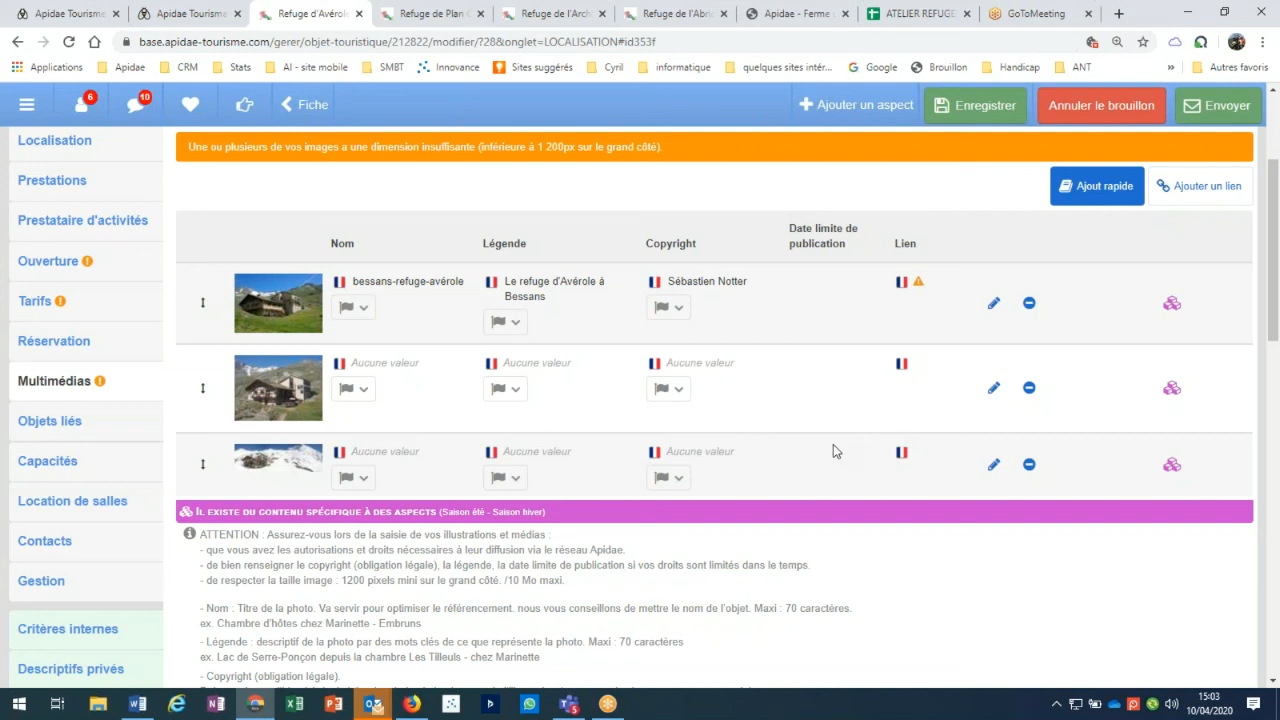 Apidae Tourisme
Apidae Tourisme
Refuge d'Avérol
Refuge de Plan C
Refuge de l'Arc
Refuge de l'Abri
Apidae - Ferme
ATELIER REFUGE
GoToMeeting
base.apidae-tourisme.com/gerer/objet-touristique/212822/modifier/?28&onglet=LOCALISATION#id353f
Applications
Apidae
CRM
Stats
AI - site mobile
SMBT
Innovance
Sites suggérés
Cyril
informatique
quelques sites intér...
Google
Brouillon
Handicap
ANT
»
Autres favoris
6
10
Fiche
Ajouter un aspect
Enregistrer
Annuler le brouillon
Envoyer
Localisation
Prestations
Prestataire d'activités
Ouverture
Tarifs
Réservation
Multimédias
Objets liés
Capacités
Location de salles
Contacts
Gestion
Critères internes
Descriptifs privés
Une ou plusieurs de vos images a une dimension insuffisante (inférieure à 1 200px sur le grand côté).
Ajout rapide
Ajouter un lien
Nom
Légende
Copyright
Date limite de
publication
Lien
bessans-refuge-avérole
Le refuge d'Avérole à
Bessans
Sébastien Notter
Aucune valeur
Aucune valeur
Aucune valeur
Aucune valeur
Aucune valeur
Aucune valeur
IL EXISTE DU CONTENU SPÉCIFIQUE À DES ASPECTS (Saison été - Saison hiver)
ATTENTION : Assurez-vous lors de la saisie de vos illustrations et médias :
- que vous avez les autorisations et droits nécessaires à leur diffusion via le réseau Apidae.
- de bien renseigner le copyright (obligation légale), la légende, la date limite de publication si vos droits sont limités dans le temps.
- de respecter la taille image : 1200 pixels mini sur le grand côté. /10 Mo maxi.
- Nom : Titre de la photo. Va servir pour optimiser le référencement. nous vous conseillons de mettre le nom de l'objet. Maxi : 70 caractères.
ex. Chambre d'hôtes chez Marinette - Embruns
- Légende : descriptif de la photo par des mots clés de ce que représente la photo. Maxi : 70 caractères
ex. Lac de Serre-Ponçon depuis la chambre Les Tilleuls - chez Marinette
- Copyright (obligation légale).
15:03
10/04/2020